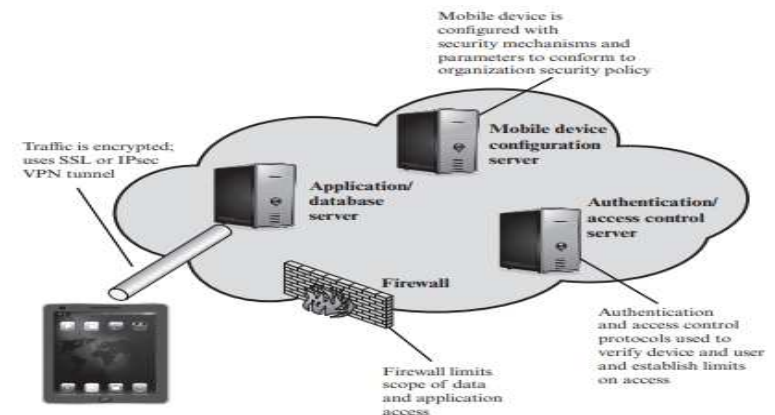 Mobile device is
configured with
security mechanisms and
parameters to conform to
organization security policy
Traffic is encrypted;
uses SSL or IPsec
VPN tunnel
Mobile device
configuration
server
Application/
database
server
Authentication/
access control
server
Firewall
Authentication
and access control
protocols used to
verify device and user
and establish limits
on access
Firewall limits
scope of data
and application
access